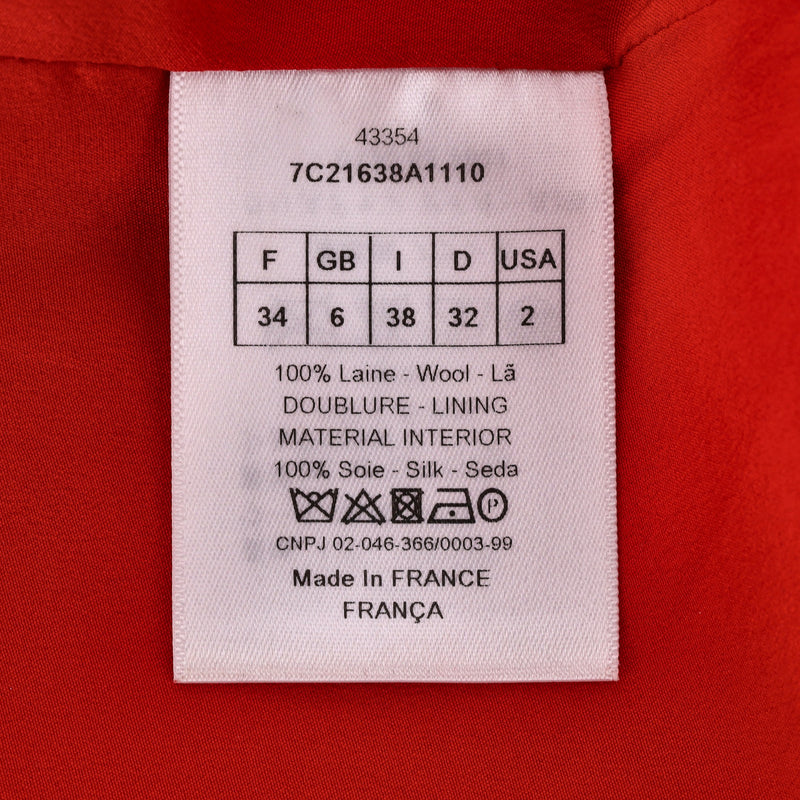 43354
7C21638A1110
F GB I D USA
34 6 38 32 2
100% Laine - Wool - Lã
DOUBLURE - LINING
MATERIAL INTERIOR
100% Soie - Silk - Seda
P
CNPJ 02-046-366/0003-99
Made In FRANCE
FRANÇA